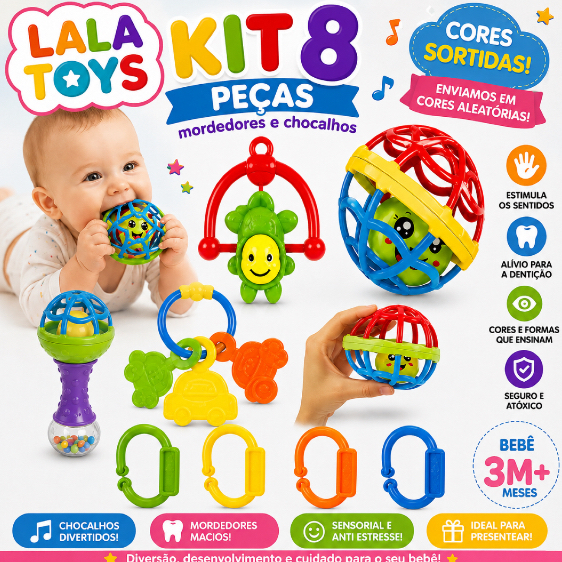 LALA
TOYS
KIT 8
PEÇAS
mordedores e chocalhos
CORES
SORTIDAS!
ENVIAMOS EM
CORES ALEATÓRIAS!
ESTIMULA
OS SENTIDOS
ALÍVIO PARA
A DENTIÇÃO
CORES E FORMAS
QUE ENSINAM
SEGURO E
ATÓXICO
BEBÊ
3M+
MESES
CHOCALHOS
DIVERTIDOS!
MORDEDORES
MACIOS!
SENSORIAL E
ANTI ESTRESSE!
IDEAL PARA
PRESENTEAR!
Diversão, desenvolvimento e cuidado para o seu bebê!